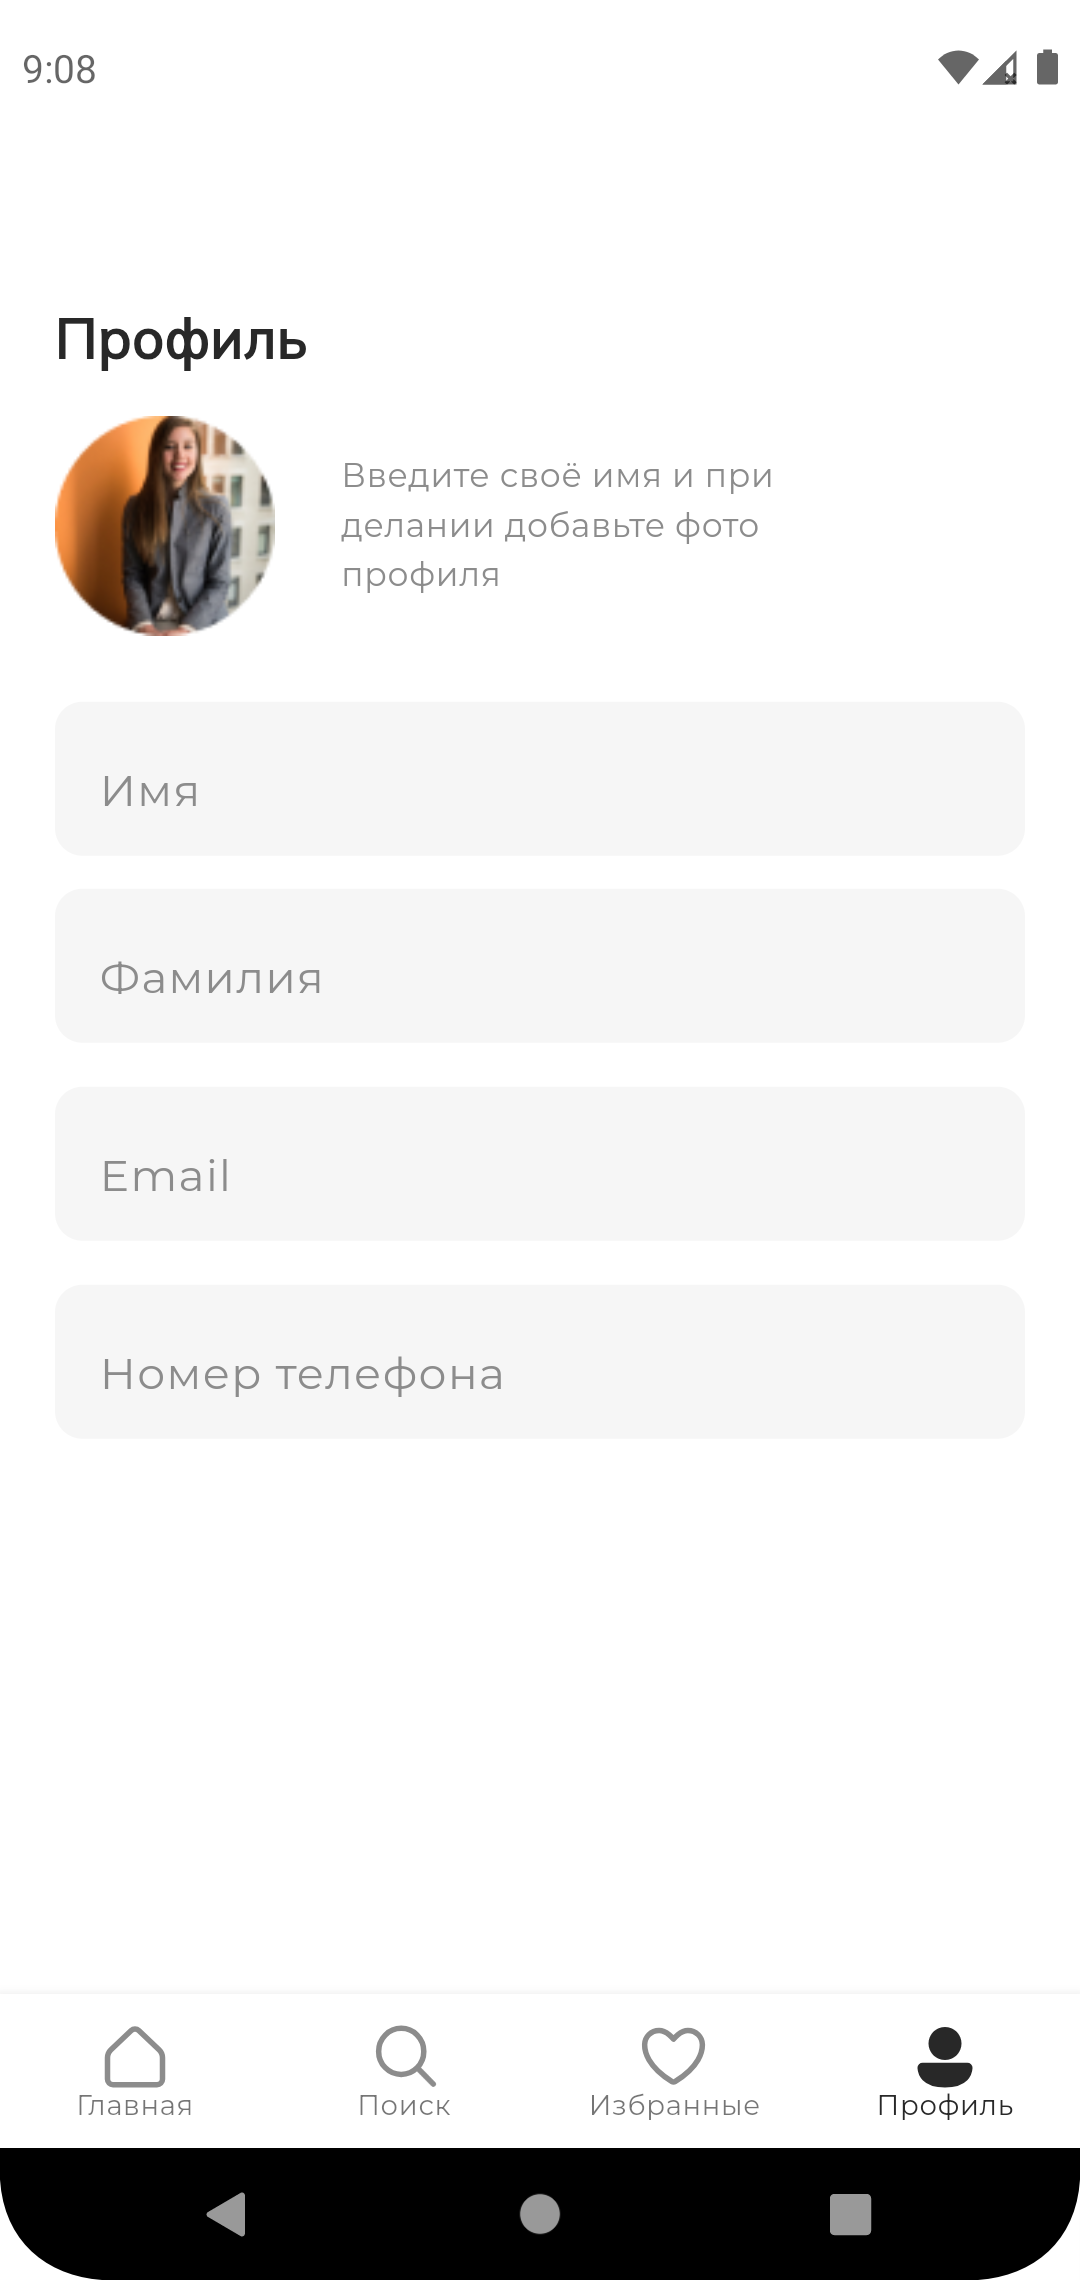 9:08
Профиль
Введите своё имя и при
делании добавьте фото
профиля
Имя
Фамилия
Email
Номер телефона
Главная
Поиск
Избранные
Профиль